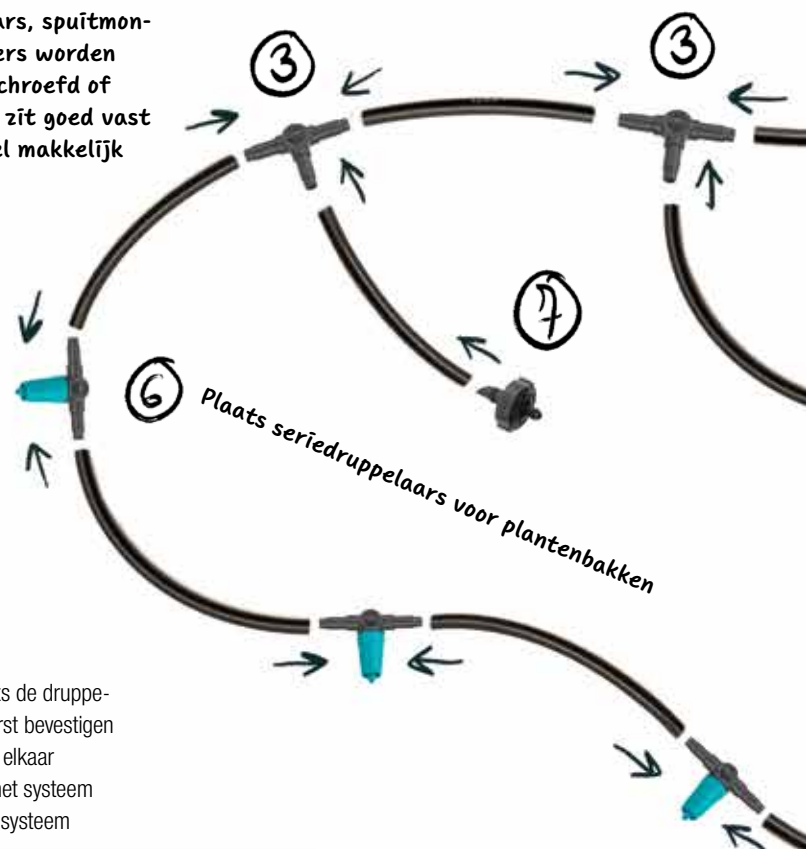 ars, spuitmon-
ers worden
chroefd of
zit goed vast
el makkelijk
3
3
7
6
Plaats seriedruppelaars voor plantenbakken
ts de druppe-
rst bevestigen
elkaar
het systeem
systeem